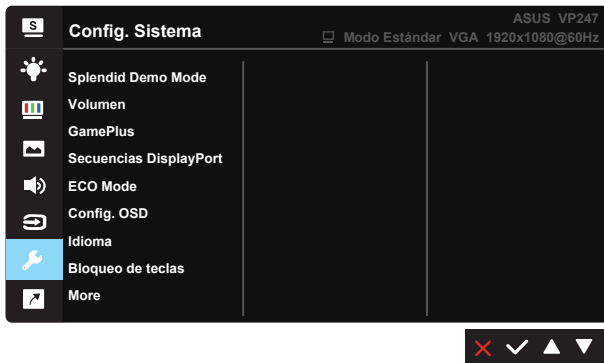 S
Config. Sistema
ASUS VP247
Modo Estándar VGA 1920x1080@60Hz
Splendid Demo Mode
Volumen
GamePlus
Secuencias DisplayPort
ECO Mode
Config. OSD
Idioma
Bloqueo de teclas
More